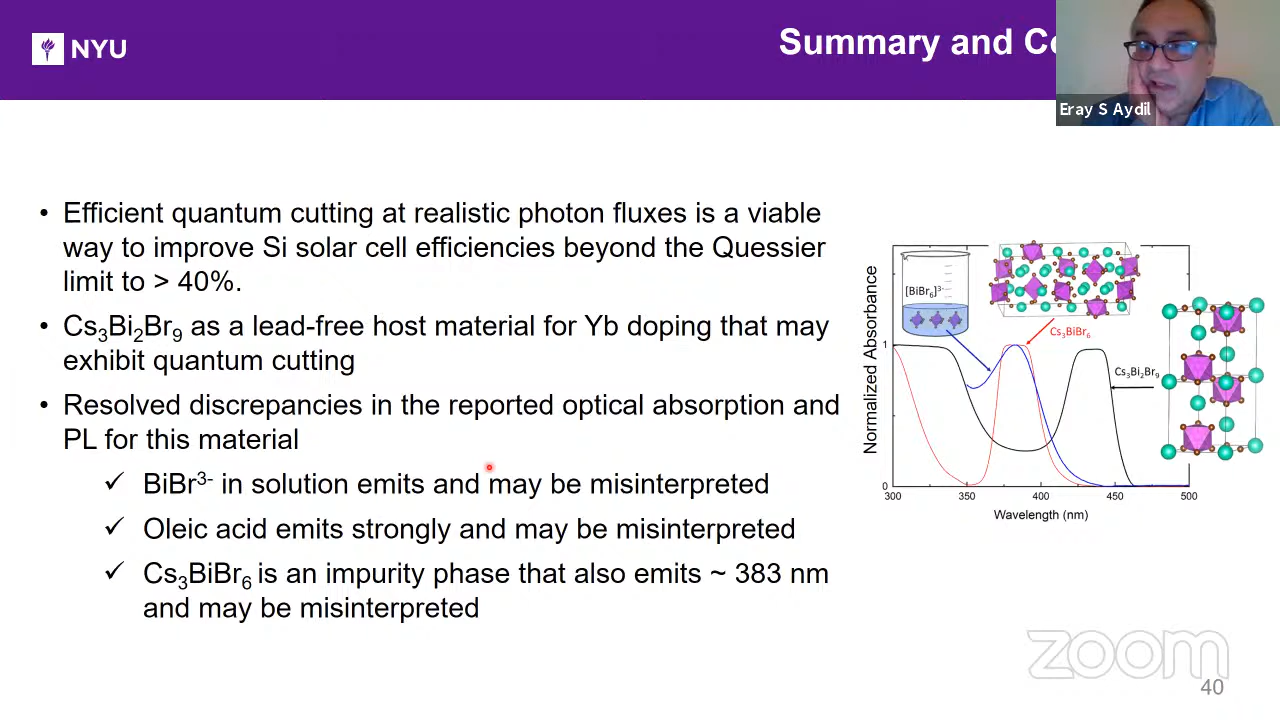 NYU
Summary and Co
Eray S Aydil
• Efficient quantum cutting at realistic photon fluxes is a viable
way to improve Si solar cell efficiencies beyond the Quessier
limit to > 40%.
• Cs₃Bi₂Br₉ as a lead-free host material for Yb doping that may
exhibit quantum cutting
• Resolved discrepancies in the reported optical absorption and
PL for this material
✓ BiBr³⁻ in solution emits and may be misinterpreted
✓ Oleic acid emits strongly and may be misinterpreted
✓ Cs₃BiBr₆ is an impurity phase that also emits ~ 383 nm
and may be misinterpreted
Normalized Absorbance
[BiBr₆]³⁻
Cs₃BiBr₆
Cs₃Bi₂Br₉
1
0
300 350 400 450 500
Wavelength (nm)
zoom
40